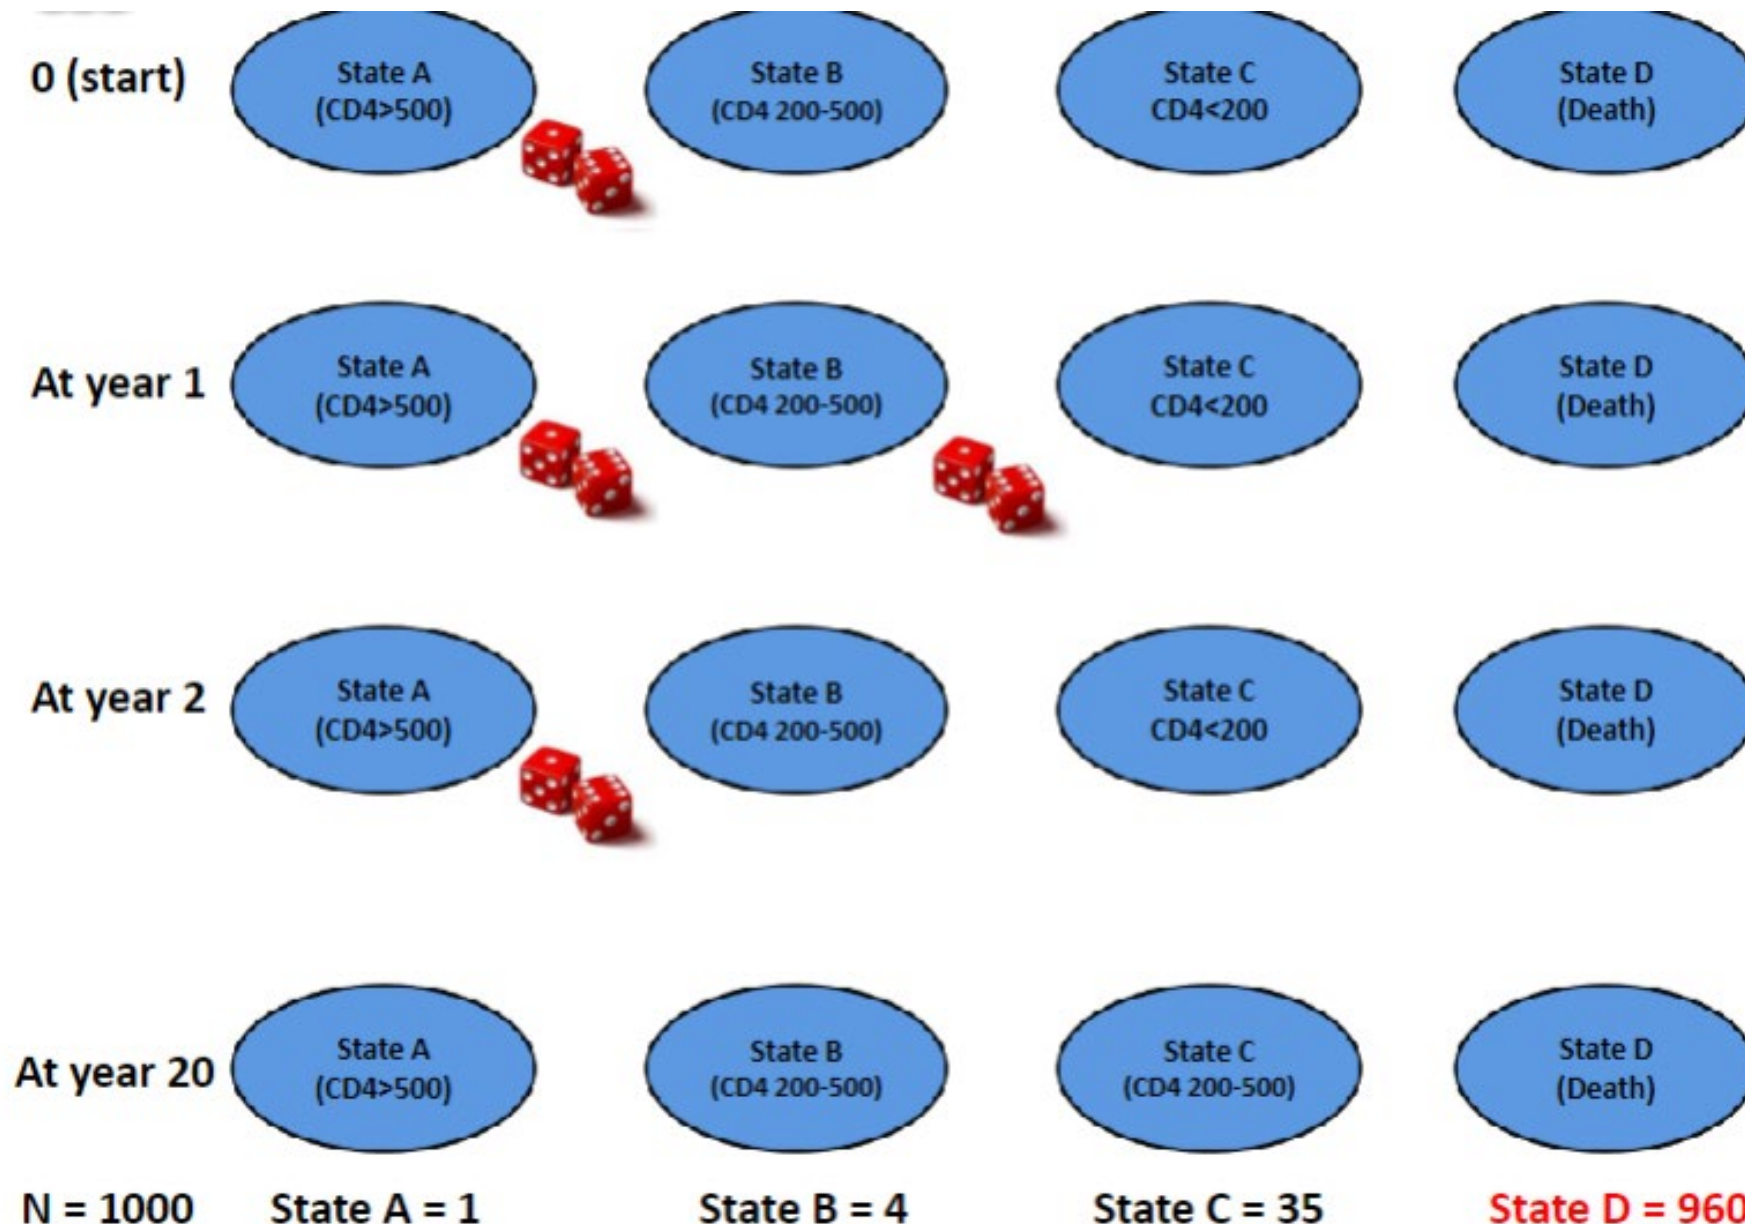 0 (start)
State A
(CD4>500)
State B
(CD4 200-500)
State C
CD4<200
State D
(Death)
At year 1
State A
(CD4>500)
State B
(CD4 200-500)
State C
CD4<200
State D
(Death)
At year 2
State A
(CD4>500)
State B
(CD4 200-500)
State C
CD4<200
State D
(Death)
At year 20
State A
(CD4>500)
State B
(CD4 200-500)
State C
(CD4 200-500)
State D
(Death)
N = 1000
State A = 1
State B = 4
State C = 35
State D = 960